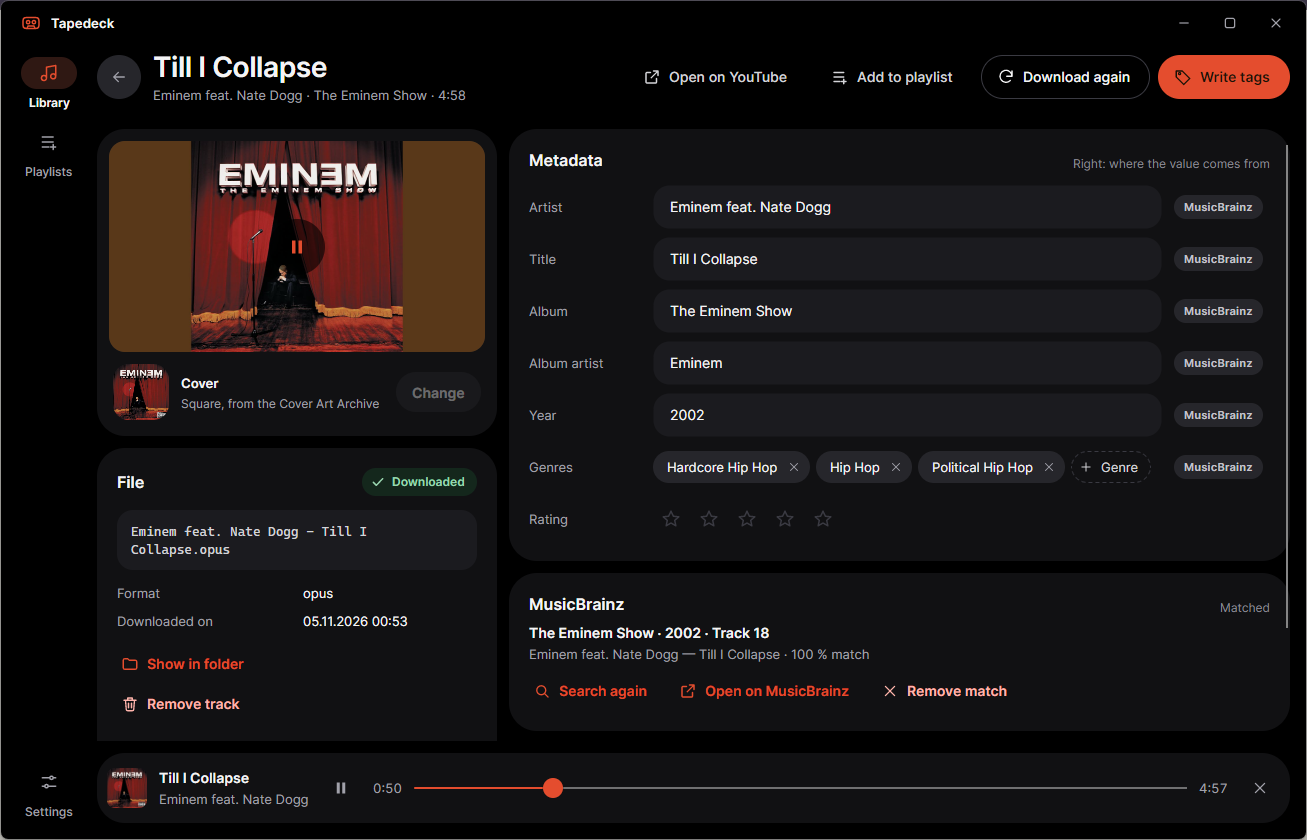 Tapedeck
Library
Playlists
Settings
Till I Collapse
Eminem feat. Nate Dogg · The Eminem Show · 4:58
Open on YouTube
Add to playlist
Download again
Write tags
EMINEM
THE EMINEM SHOW
EMINEM
Cover
Square, from the Cover Art Archive
Change
File
Downloaded
Eminem feat. Nate Dogg - Till I
Collapse.opus
Format opus
Downloaded on 05.11.2026 00:53
Show in folder
Remove track
Metadata
Right: where the value comes from
Artist Eminem feat. Nate Dogg MusicBrainz
Title Till I Collapse MusicBrainz
Album The Eminem Show MusicBrainz
Album artist Eminem MusicBrainz
Year 2002 MusicBrainz
Genres Hardcore Hip Hop Hip Hop Political Hip Hop + Genre MusicBrainz
Rating
MusicBrainz
Matched
The Eminem Show · 2002 · Track 18
Eminem feat. Nate Dogg — Till I Collapse · 100 % match
Search again
Open on MusicBrainz
Remove match
EMINEM
Till I Collapse
Eminem feat. Nate Dogg
0:50
4:57